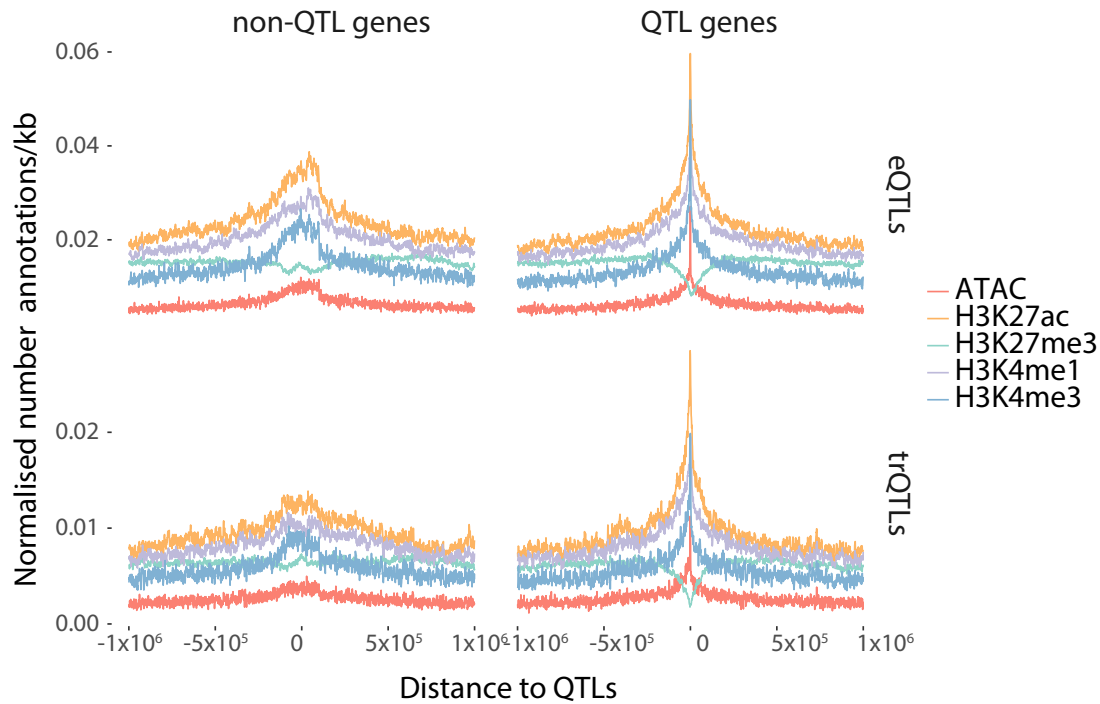 non-QTL genes QTL genes
0.06
0.04
0.02
eQTLs
Normalised number annotations/kb
ATAC
H3K27ac
H3K27me3
H3K4me1
H3K4me3
0.02
0.01
0.00
trQTLs
-1x10⁶ -5x10⁵ 0 5x10⁵ 1x10⁶ -1x10⁶ -5x10⁵ 0 5x10⁵ 1x10⁶
Distance to QTLs